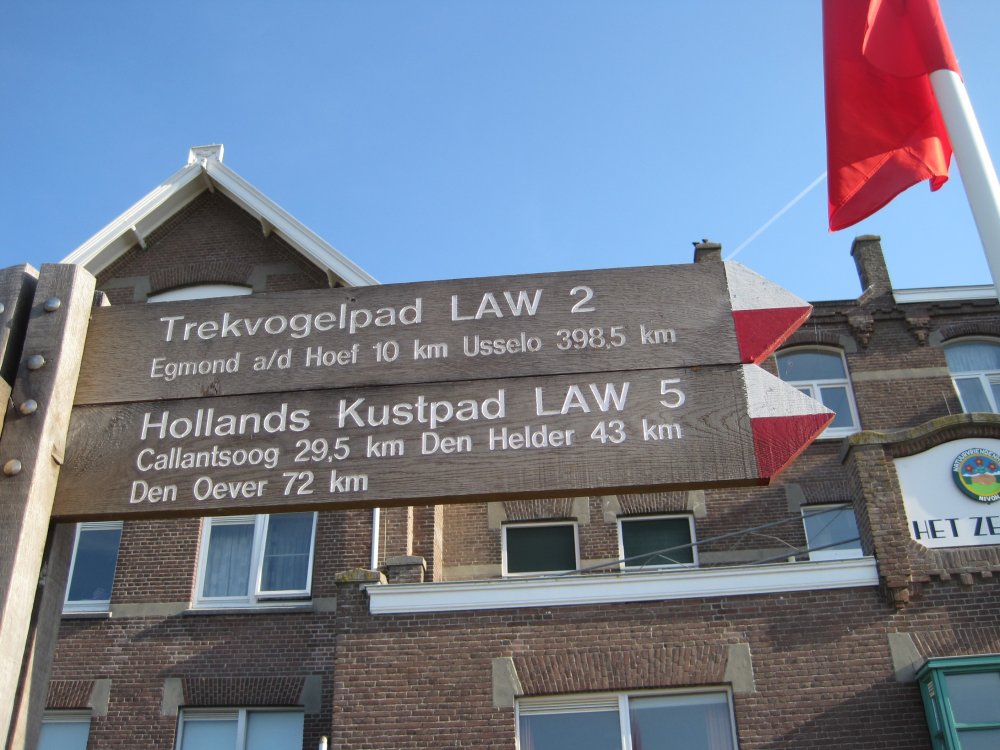 Trekvogelpad LAW 2
Egmond a/d Hoef 10 km Usselo 398,5 km
Hollands Kustpad LAW 5
Callantsoog 29,5 km Den Helder 43 km
Den Oever 72 km
HET